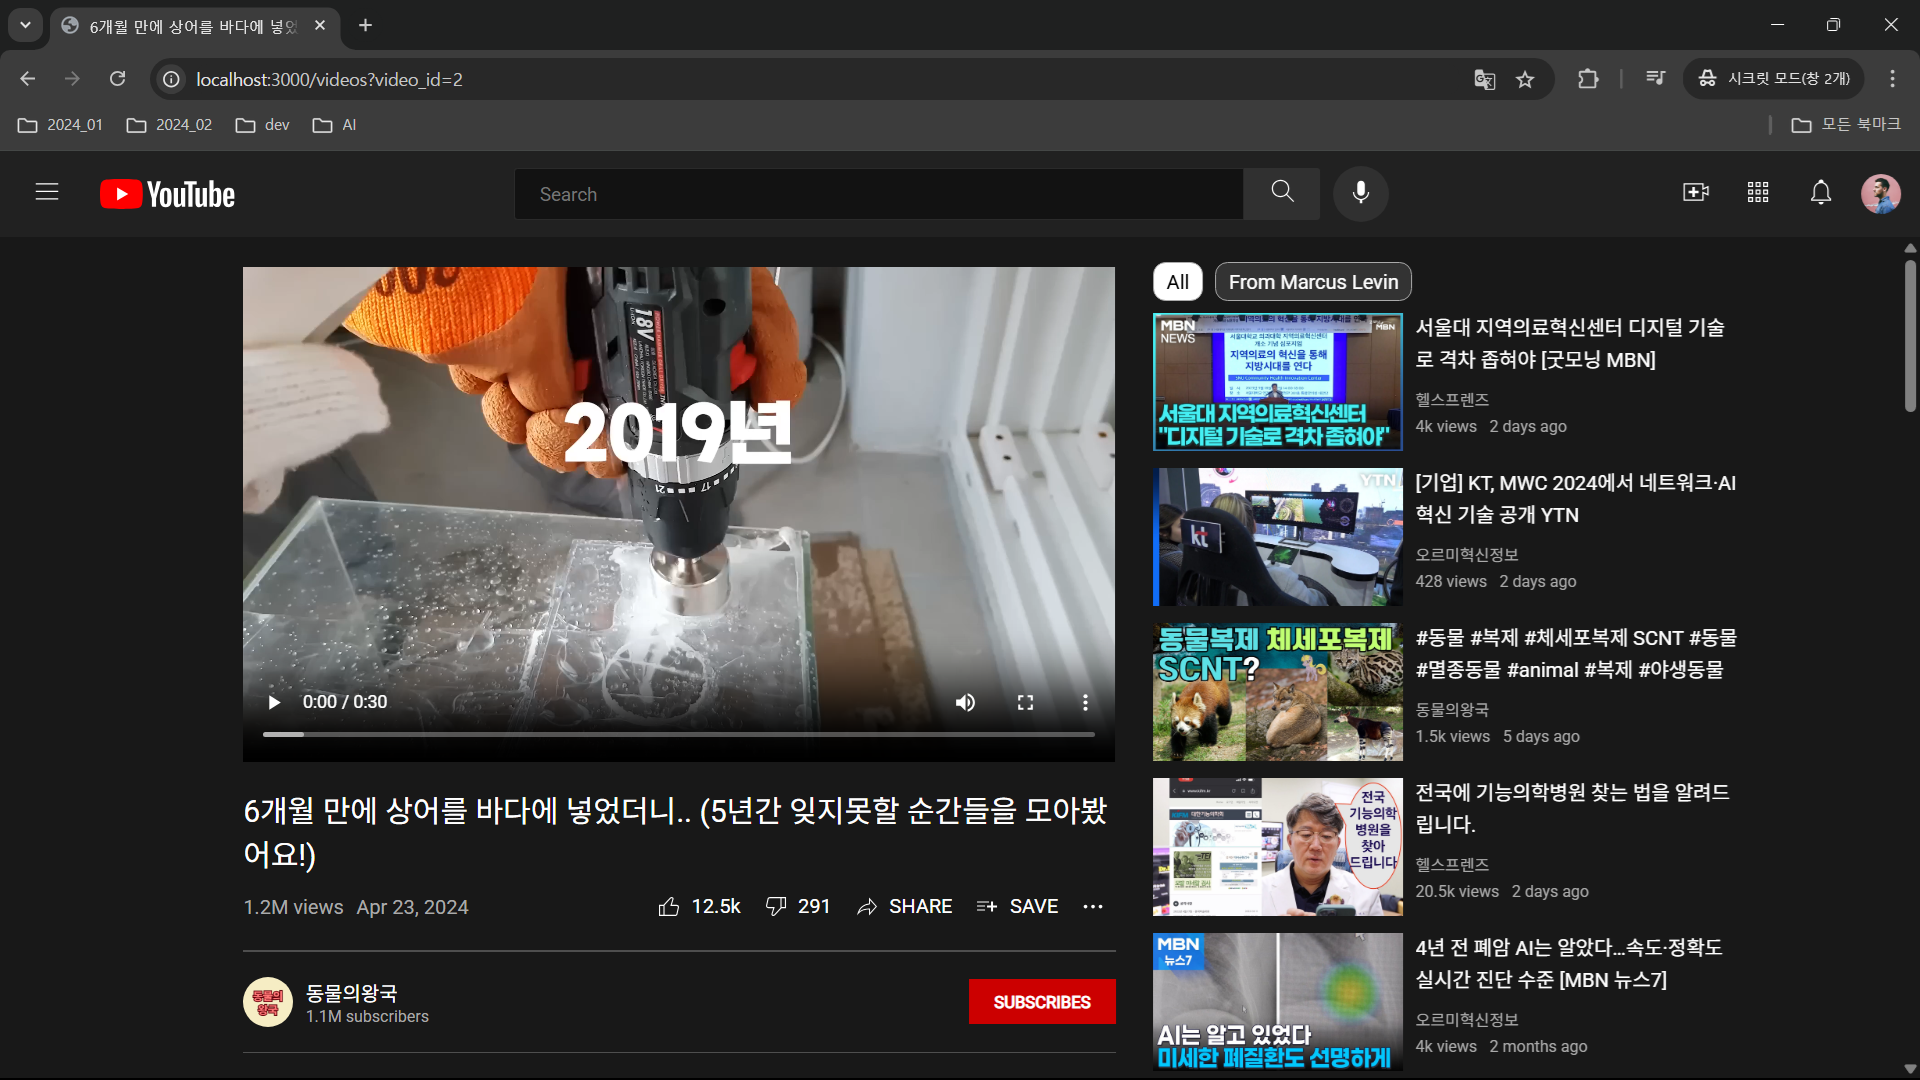 6개월 만에 상어를 바다에 넣었
localhost:3000/videos?video_id=2
시크릿 모드(창 2개)
2024_01
2024_02
dev
AI
모든 북마크
YouTube
Search
18V
2019년
21 17
0:00 / 0:30
6개월 만에 상어를 바다에 넣었더니.. (5년간 잊지못할 순간들을 모아봤
어요!)
1.2M views Apr 23, 2024
12.5k
291
SHARE
SAVE
동물의
왕국
동물의왕국
1.1M subscribers
SUBSCRIBES
All
From Marcus Levin
MBN
NEWS
MBN
지역의료의 혁신을 통해
지방시대를 연다
서울대 지역의료혁신센터
"디지털 기술로 격차 좁혀야"
서울대 지역의료혁신센터 디지털 기술
로 격차 좁혀야 [굿모닝 MBN]
헬스프렌즈
4k views 2 days ago
YTN
kt
[기업] KT, MWC 2024에서 네트워크·AI
혁신 기술 공개 YTN
오르미혁신정보
428 views 2 days ago
동물복제 체세포복제
SCNT?
#동물 #복제 #체세포복제 SCNT #동물
#멸종동물 #animal #복제 #야생동물
동물의왕국
1.5k views 5 days ago
전국
기능의학
병원을
찾아
드립니다
전국에 기능의학병원 찾는 법을 알려드
립니다.
헬스프렌즈
20.5k views 2 days ago
MBN
뉴스7
AI는 알고 있었다
미세한 폐질환도 선명하게
4년 전 폐암 AI는 알았다…속도·정확도
실시간 진단 수준 [MBN 뉴스7]
오르미혁신정보
4k views 2 months ago